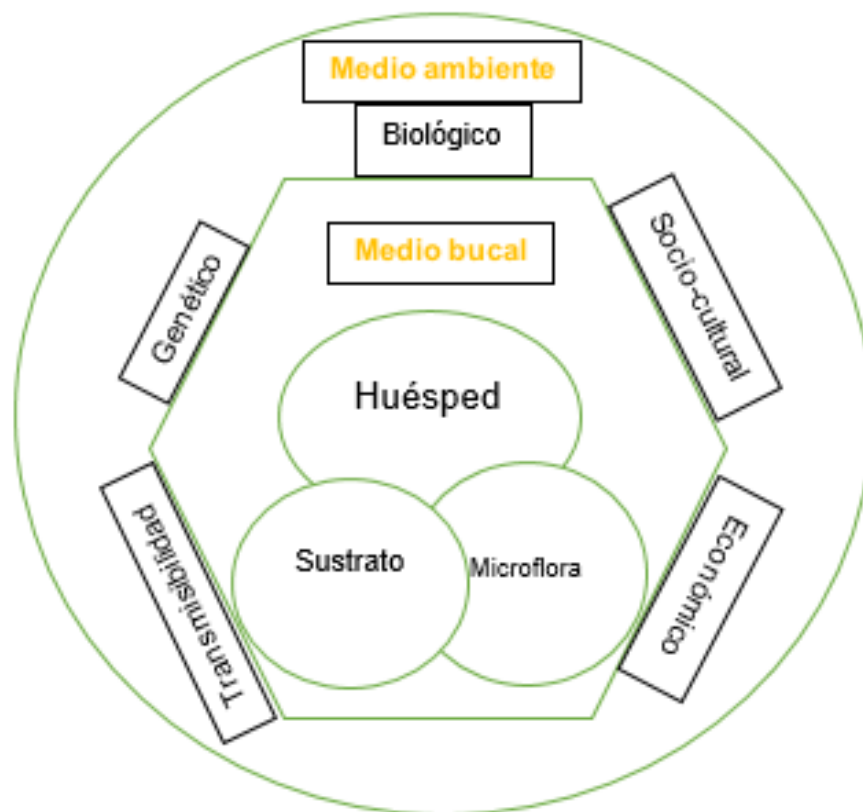 Medio ambiente
Biológico
Medio bucal
Genético
Socio-cultural
Huésped
Sustrato
Microflora
Transmisibilidad
Económico